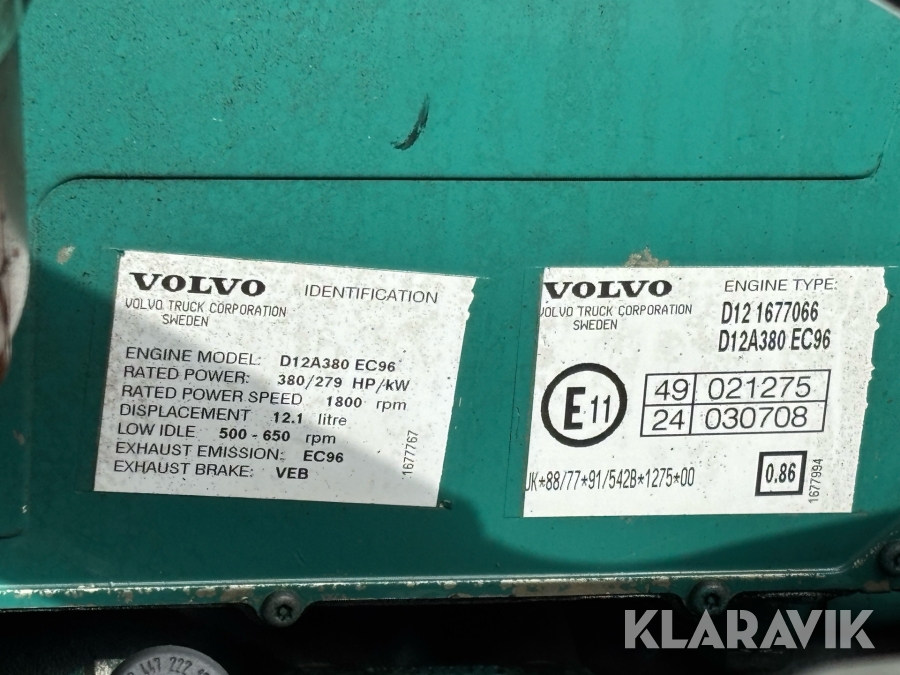 VOLVO IDENTIFICATION
VOLVO TRUCK CORPORATION
SWEDEN
ENGINE MODEL: D12A380 EC96
RATED POWER: 380/279 HP/kW
RATED POWER SPEED 1800 rpm
DISPLACEMENT 12.1 litre
LOW IDLE 500 - 650 rpm
EXHAUST EMISSION: EC96
EXHAUST BRAKE: VEB
1677767
VOLVO ENGINE TYPE:
VOLVO TRUCK CORPORATION
SWEDEN
D12 1677066
D12A380 EC96
E11
49 021275
24 030708
UK*88/77*91/542B*1275*00
0.86
1677994
447 222
KLARAVIK